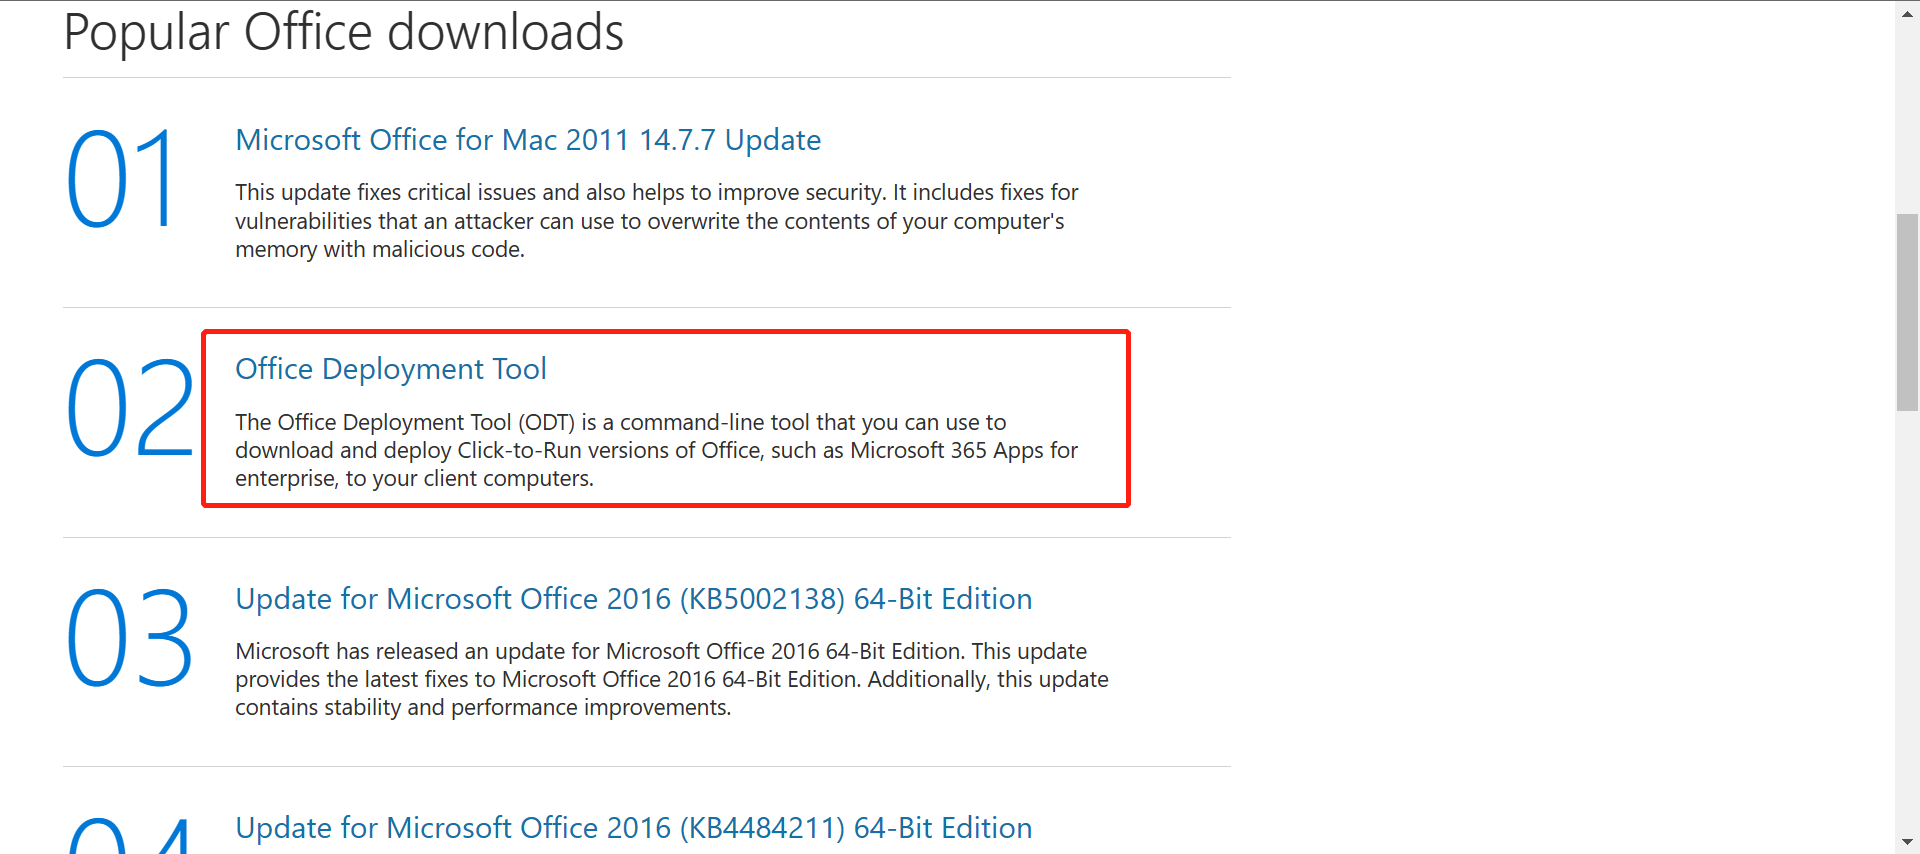 Popular Office downloads
01
Microsoft Office for Mac 2011 14.7.7 Update
This update fixes critical issues and also helps to improve security. It includes fixes for
vulnerabilities that an attacker can use to overwrite the contents of your computer's
memory with malicious code.
02
Office Deployment Tool
The Office Deployment Tool (ODT) is a command-line tool that you can use to
download and deploy Click-to-Run versions of Office, such as Microsoft 365 Apps for
enterprise, to your client computers.
03
Update for Microsoft Office 2016 (KB5002138) 64-Bit Edition
Microsoft has released an update for Microsoft Office 2016 64-Bit Edition. This update
provides the latest fixes to Microsoft Office 2016 64-Bit Edition. Additionally, this update
contains stability and performance improvements.
04
Update for Microsoft Office 2016 (KB4484211) 64-Bit Edition